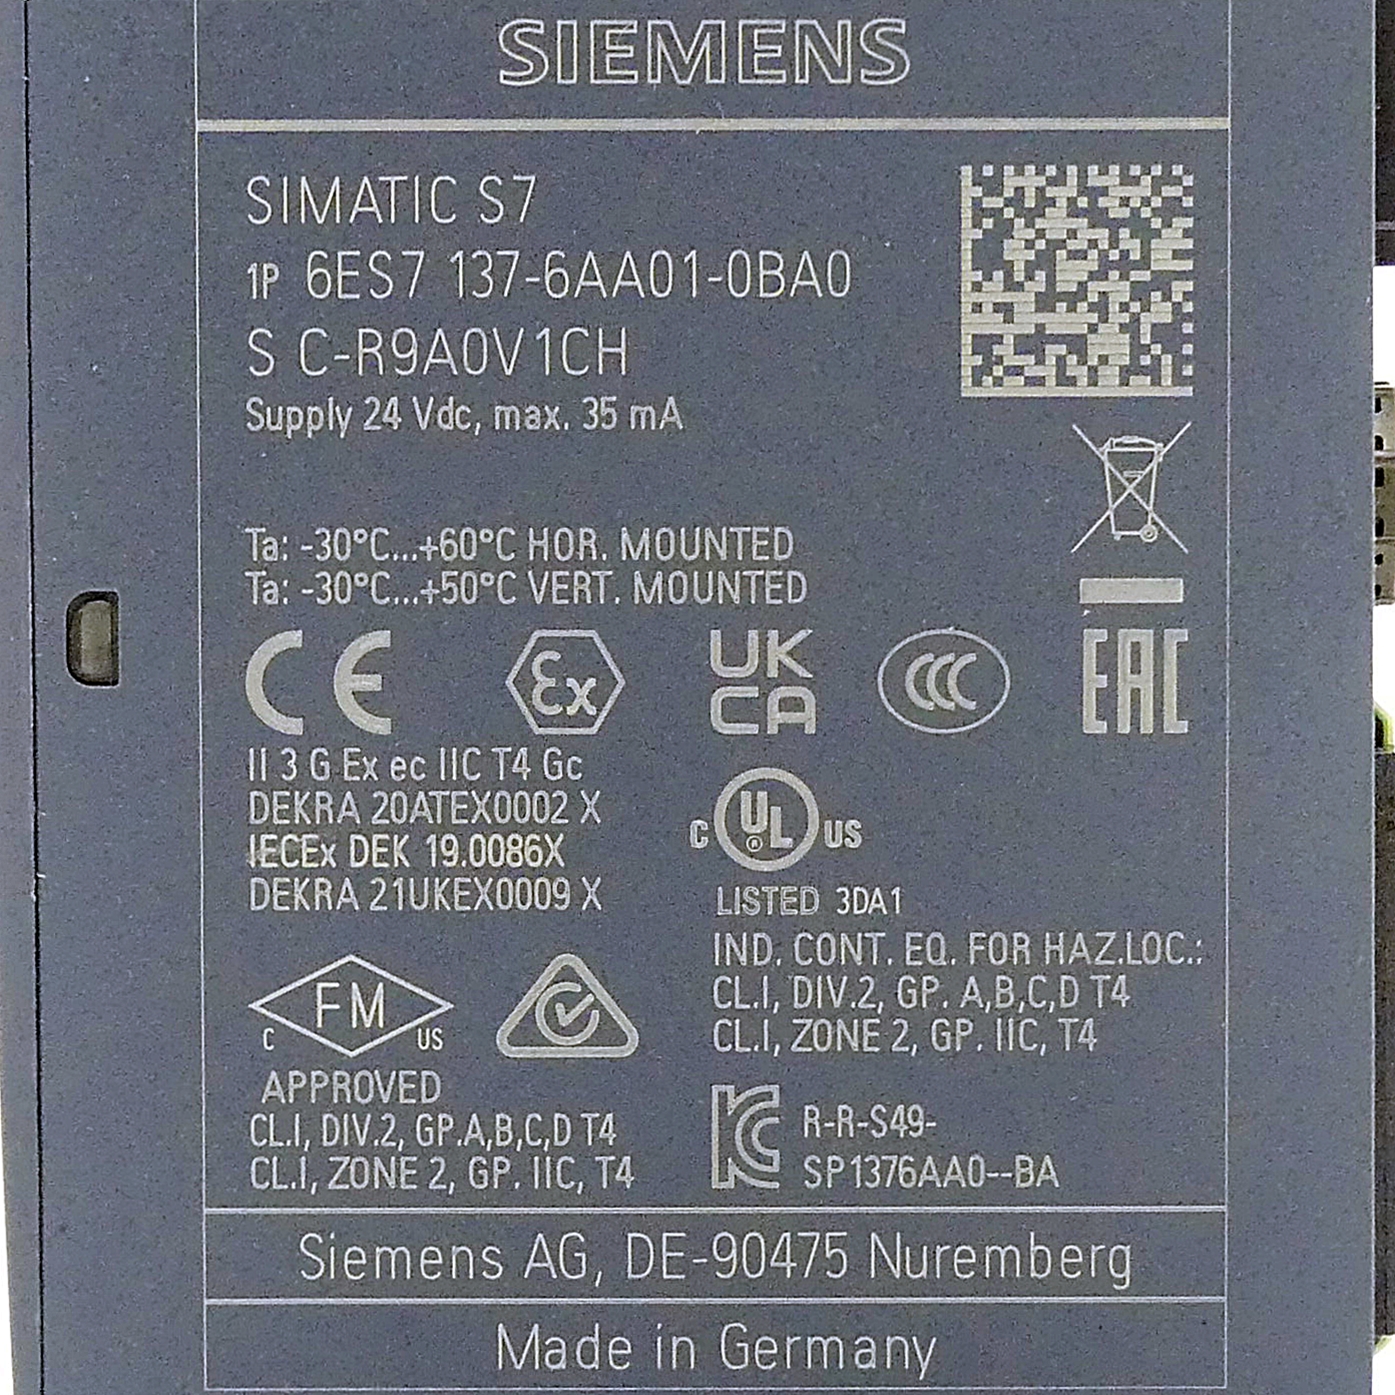 SIEMENS
SIMATIC S7
1P 6ES7 137-6AA01-0BA0
S C-R9A0V1CH
Supply 24 Vdc, max. 35 mA
Ta: -30°C...+60°C HOR. MOUNTED
Ta: -30°C...+50°C VERT. MOUNTED
CE Ex UK CA CCC EAC
II 3 G Ex ec IIC T4 Gc
DEKRA 20ATEX0002 X
IECEx DEK 19.0086X
DEKRA 21UKEX0009 X
C UL ® US
LISTED 3DA1
IND. CONT. EQ. FOR HAZ.LOC.:
CL.I, DIV.2, GP. A,B,C,D T4
CL.I, ZONE 2, GP. IIC, T4
C FM US
APPROVED
CL.I, DIV.2, GP.A,B,C,D T4
CL.I, ZONE 2, GP. IIC, T4
KC R-R-S49-
SP1376AA0--BA
Siemens AG, DE-90475 Nuremberg
Made in Germany